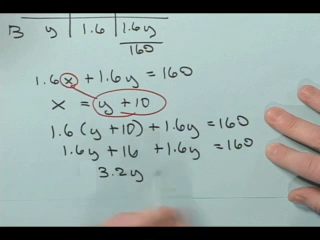 B y 1.6 1.6y
160
1.6x + 1.6y = 160
x = y + 10
1.6(y + 10) + 1.6y = 160
1.6y + 16 + 1.6y = 160
3.2y